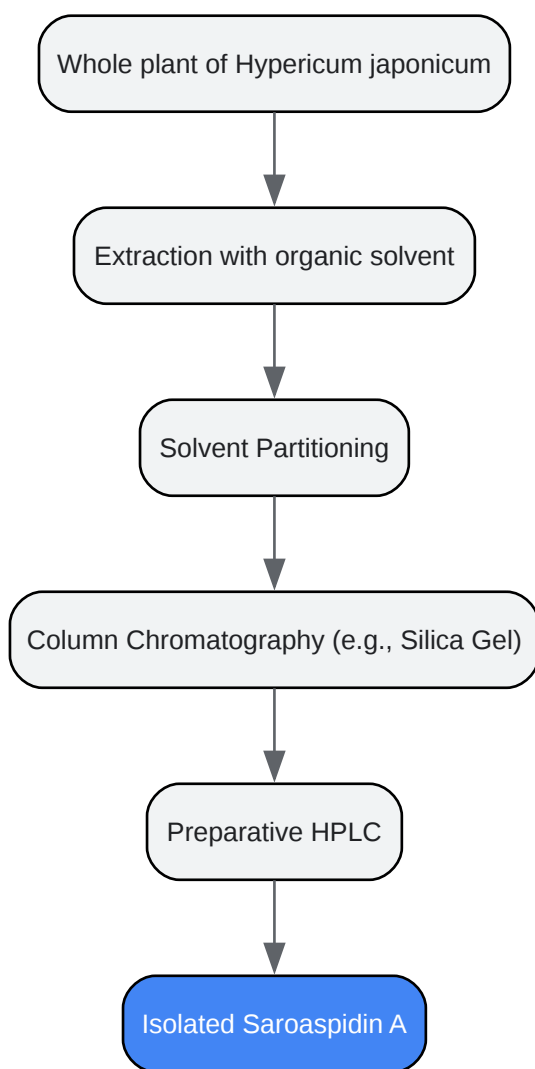 Whole plant of Hypericum japonicum
Extraction with organic solvent
Solvent Partitioning
Column Chromatography (e.g., Silica Gel)
Preparative HPLC
Isolated Saroaspidin A